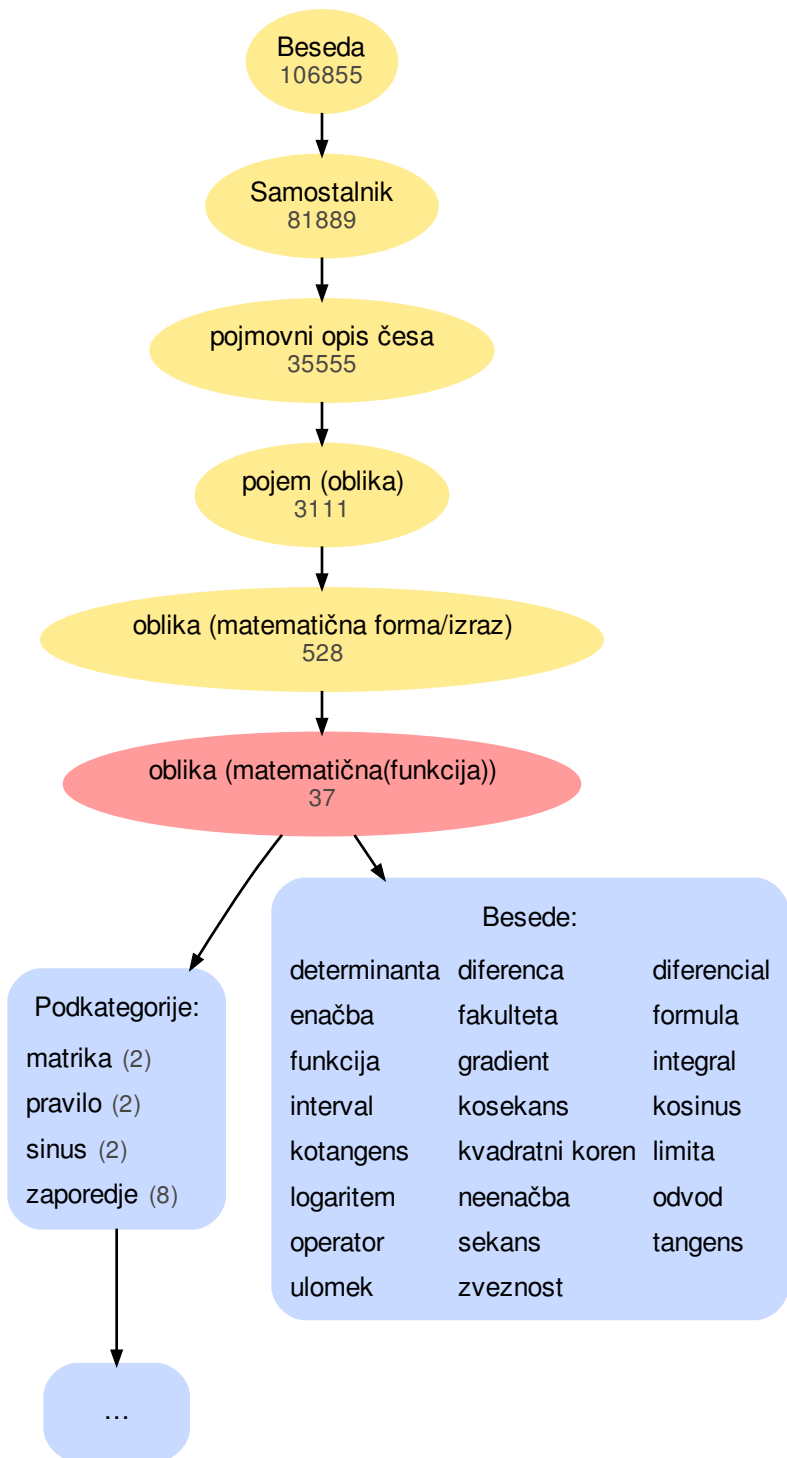 Beseda
106855
Samostalnik
81889
pojmovni opis česa
35555
pojem (oblika)
3111
oblika (matematična forma/izraz)
528
oblika (matematična(funkcija))
37
Podkategorije:
matrika (2)
pravilo (2)
sinus (2)
zaporedje (8)
...
Besede:
determinanta diferenca diferencial
enačba fakulteta formula
funkcija gradient integral
interval kosekans kosinus
kotangens kvadratni koren limita
logaritem neenačba odvod
operator sekans tangens
ulomek zveznost